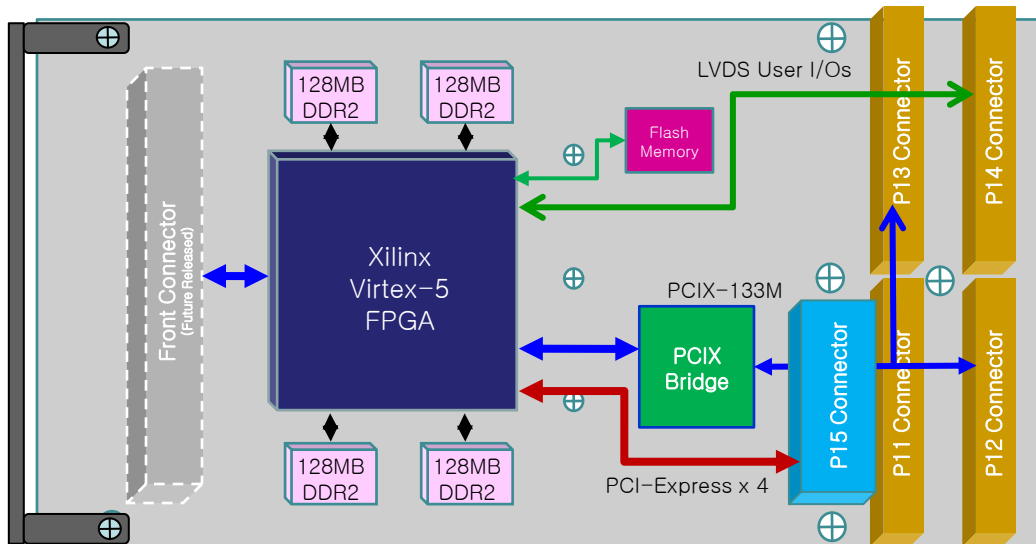 128MB
DDR2
128MB
DDR2
LVDS User I/Os
Flash
Memory
P13 Connector
P14 Connector
Front Connector
(Future Released)
Xilinx
Virtex-5
FPGA
PCIX-133M
PCIX
Bridge
P15 Connector
P11 Connector
P12 Connector
128MB
DDR2
128MB
DDR2
PCI-Express x 4